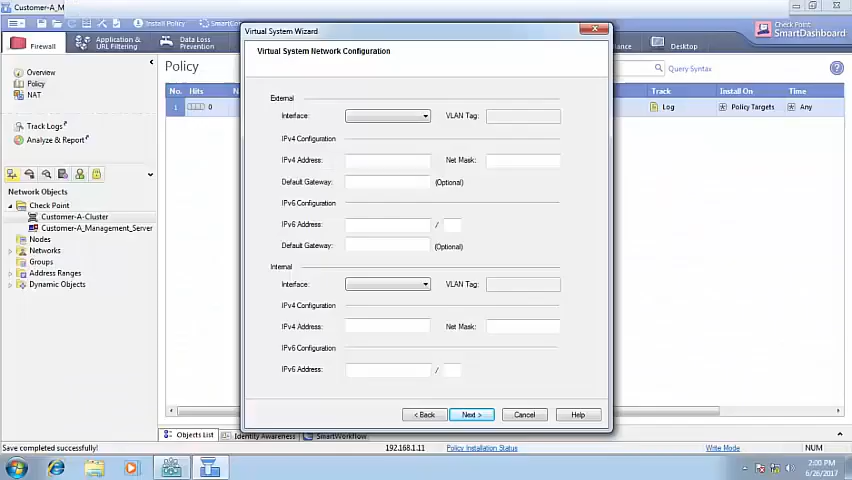 Customer-A_M
Virtual System Wizard
Install Policy
SmartCo
Check Point
SmartDashboard
Firewall
Application &
URL Filtering
Data Loss
Prevention
Desktop
Virtual System Network Configuration
Overview
Policy
NAT
Track Logs
Analyze & Report
Policy
Query Syntax
No. Hits N
Track Install On Time
1 0
Log Policy Targets Any
External
Interface: VLAN Tag:
IPv4 Configuration
IPv4 Address: Net Mask:
Default Gateway: (Optional)
IPv6 Configuration
IPv6 Address: /
Default Gateway: (Optional)
Internal
Interface: VLAN Tag:
IPv4 Configuration
IPv4 Address: Net Mask:
IPv6 Configuration
IPv6 Address: /
< Back Next > Cancel Help
Network Objects
Check Point
Customer-A-Cluster
Customer-A_Management_Server
Nodes
Networks
Groups
Address Ranges
Dynamic Objects
Objects List Identity Awareness SmartWorkflow
Save completed successfully! 192.168.1.11 Policy Installation Status Write Mode NUM
2:00 PM
6/26/2017